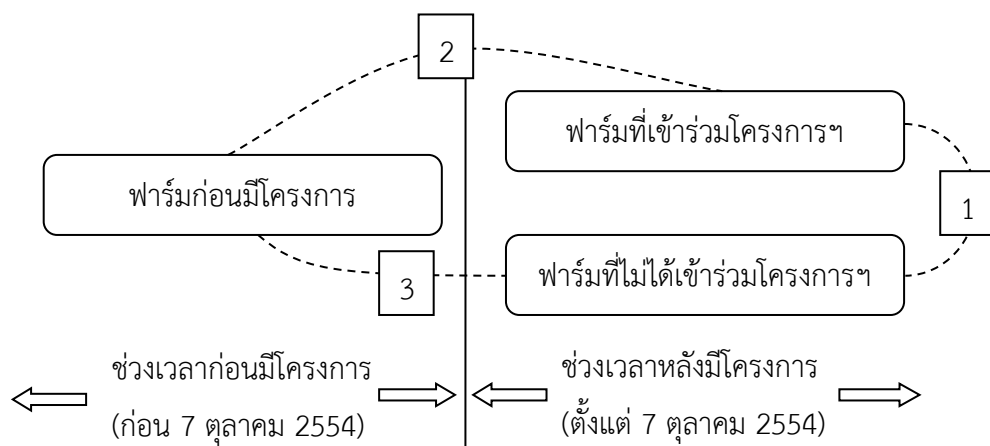 2
ฟาร์มที่เข้าร่วมโครงการฯ
ฟาร์มก่อนมีโครงการ
1
3
ฟาร์มที่ไม่ได้เข้าร่วมโครงการฯ
ช่วงเวลาก่อนมีโครงการ
(ก่อน 7 ตุลาคม 2554)
ช่วงเวลาหลังมีโครงการ
(ตั้งแต่ 7 ตุลาคม 2554)